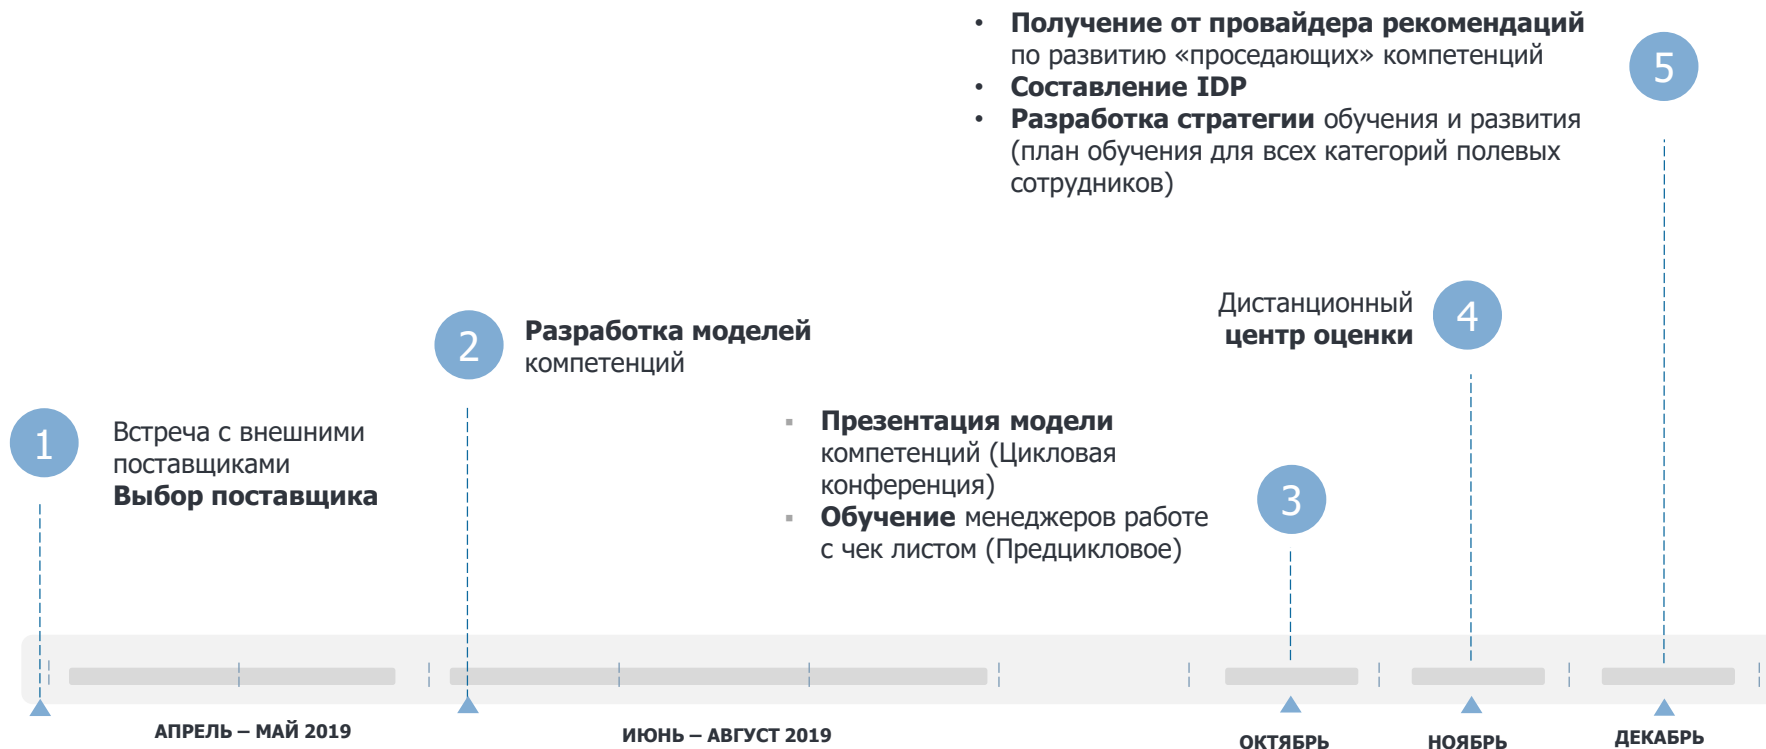 • Получение от провайдера рекомендаций
по развитию «проседающих» компетенций
• Составление IDP
• Разработка стратегии обучения и развития
(план обучения для всех категорий полевых
сотрудников)
5
Дистанционный
центр оценки
4
2
Разработка моделей
компетенций
1
Встреча с внешними
поставщиками
Выбор поставщика
▪ Презентация модели
компетенций (Цикловая
конференция)
▪ Обучение менеджеров работе
с чек листом (Предцикловое)
3
АПРЕЛЬ – МАЙ 2019
ИЮНЬ – АВГУСТ 2019
ОКТЯБРЬ
НОЯБРЬ
ДЕКАБРЬ